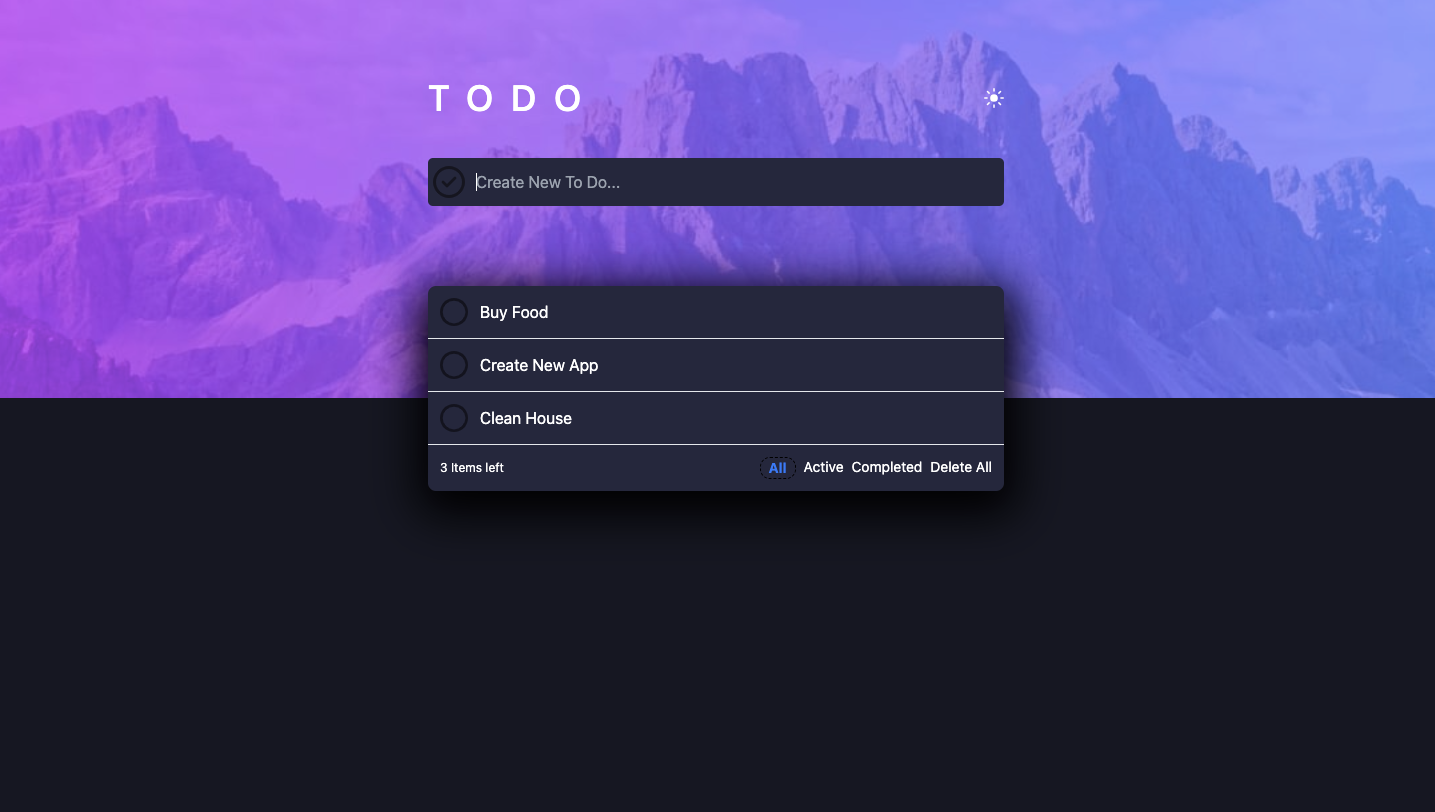 TODO
Create New To Do...
Buy Food
Create New App
Clean House
3 Items left All Active Completed Delete All